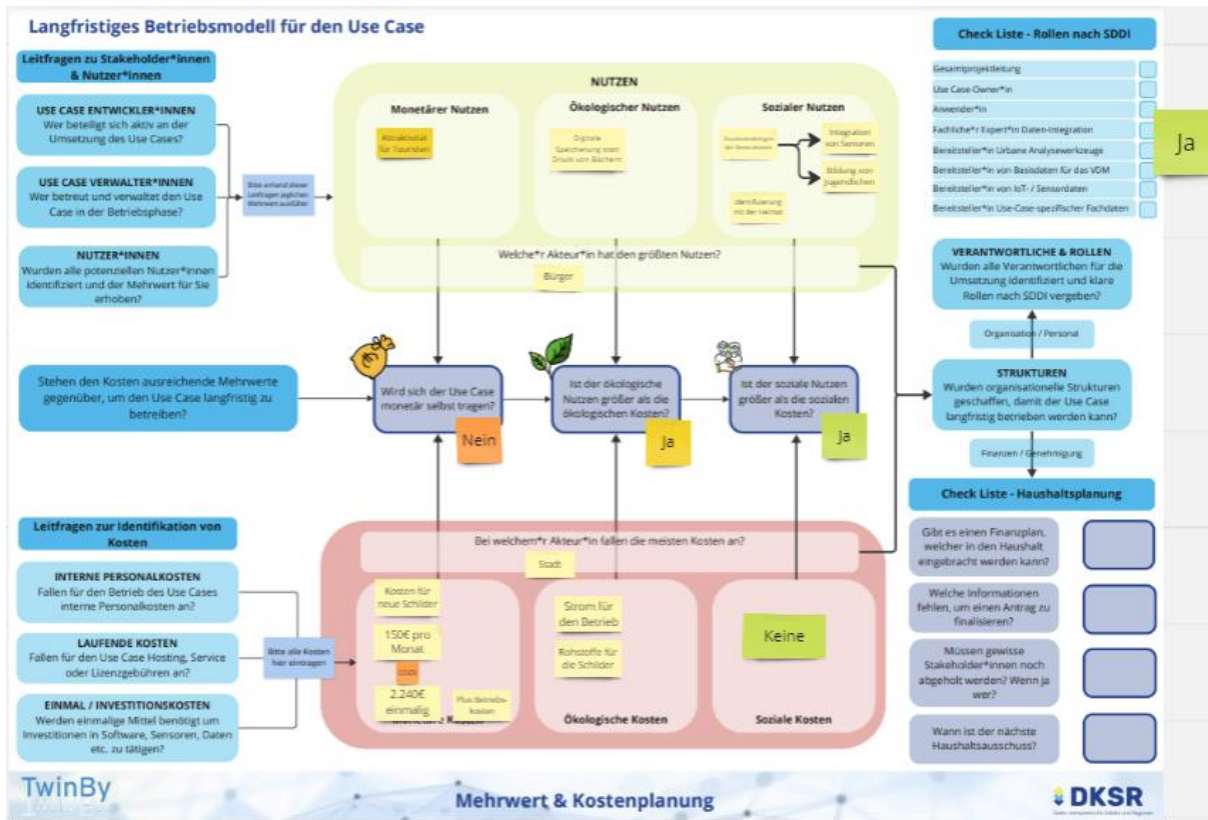 Langfristiges Betriebsmodell für den Use Case
Leitfragen zu Stakeholder*innen
& Nutzer*innen
USE CASE ENTWICKLER*INNEN
Wer beteiligt sich aktiv an der
Umsetzung des Use Cases?
USE CASE VERWALTER*INNEN
Wer betreut und verwaltet den Use
Case in der Betriebsphase?
NUTZER*INNEN
Wurden alle potenziellen Nutzer*innen
identifiziert und der Mehrwert für Sie
erhoben?
Bitte anhand dieser
Leitfragen jeglichen
Mehrwert ausfüllen
NUTZEN
Monetärer Nutzen
Attraktivität
für Touristen
Ökologischer Nutzen
Digitale
Speicherung statt
Druck von Büchern
Sozialer Nutzen
Integration
von Senioren
Bildung von
Jugendlichen
Identifizierung
mit der Heimat
Welche*r Akteur*in hat den größten Nutzen?
Bürger
Stehen den Kosten ausreichende Mehrwerte
gegenüber, um den Use Case langfristig zu
betreiben?
Wird sich der Use Case
monetär selbst tragen?
Nein
Ist der ökologische
Nutzen größer als die
ökologischen Kosten?
Ja
Ist der soziale Nutzen
größer als die sozialen
Kosten?
Ja
Leitfragen zur Identifikation von
Kosten
INTERNE PERSONALKOSTEN
Fallen für den Betrieb des Use Cases
interne Personalkosten an?
LAUFENDE KOSTEN
Fallen für den Use Case Hosting, Service
oder Lizenzgebühren an?
EINMAL / INVESTITIONSKOSTEN
Werden einmalige Mittel benötigt um
Investitionen in Software, Sensoren, Daten
etc. zu tätigen?
Bitte alle Kosten
hier eintragen
Bei welchem*r Akteur*in fallen die meisten Kosten an?
Stadt
Kosten für
neue Schilder
150€ pro
Monat
2.240€
einmalig
Plus Betriebs-
kosten
Monetäre Kosten
Strom für
den Betrieb
Rohstoffe für
die Schilder
Ökologische Kosten
Keine
Soziale Kosten
Check Liste - Rollen nach SDDI
Gesamtprojektleitung
Use Case Owner*in
Anwender*in
Fachliche*r Expert*in Daten-Integration
Bereitsteller*in Urbane Analysewerkzeuge
Bereitsteller*in von Basisdaten für das VDM
Bereitsteller*in von IoT- / Sensordaten
Bereitsteller*in Use-Case-spezifischer Fachdaten
Ja
VERANTWORTLICHE & ROLLEN
Wurden alle Verantwortlichen für die
Umsetzung identifiziert und klare
Rollen nach SDDI vergeben?
Organisation / Personal
STRUKTUREN
Wurden organisationelle Strukturen
geschaffen, damit der Use Case
langfristig betrieben werden kann?
Finanzen / Genehmigung
Check Liste - Haushaltsplanung
Gibt es einen Finanzplan,
welcher in den Haushalt
eingebracht werden kann?
Welche Informationen
fehlen, um einen Antrag zu
finalisieren?
Müssen gewisse
Stakeholder*innen noch
abgeholt werden? Wenn ja
wer?
Wann ist der nächste
Haushaltsausschuss?
TwinBy
Mehrwert & Kostenplanung
DKSR